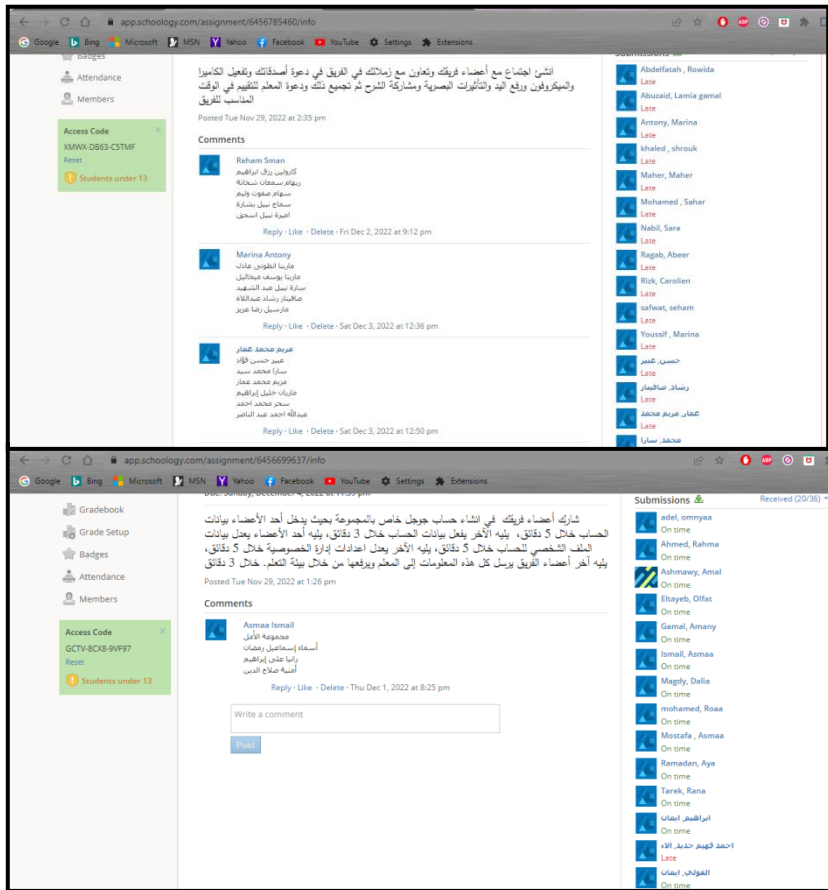 app.schoology.com/assignment/6456785460/info
Google Bing Microsoft MSN Yahoo Facebook YouTube Settings Extensions
Badges
Attendance
Members
Access Code
XMWX-DB63-C5TMF
Reset
Students under 13
انشئ اجتماع مع أعضاء فريقك وتعاون مع زملائك في الفريق في دعوة أصدقائك وتفعيل الكاميرا
والميكروفون ورفع اليد والتأثيرات البصرية ومشاركة الشرح ثم تجميع ذلك ودعوة المعلم للتقييم في الوقت
المناسب للفريق
Posted Tue Nov 29, 2022 at 2:35 pm
Comments
Reham Sman
كارولين رزق ابراهيم
ريهام سمعان شحاتة
سهام صفوت وليم
سماح نبيل بشارة
اميرة نبيل اسحق
Reply · Like · Delete · Fri Dec 2, 2022 at 9:12 pm
Marina Antony
مارينا انطونى عادل
مارينا يوسف ميخائيل
سارة نبيل عبد الشهيد
صافيناز رشاد عبداللاه
مارسيل رضا عزيز
Reply · Like · Delete · Sat Dec 3, 2022 at 12:36 pm
مريم محمد عمار
عبير حسن فؤاد
سارا محمد سيد
مريم محمد عمار
ماريان خليل إبراهيم
سحر محمد احمد
عبدالله احمد عبد الناصر
Reply · Like · Delete · Sat Dec 3, 2022 at 12:50 pm
Submissions
Abdelfatah , Rowida
Late
Abuzaid, Lamia gamal
Late
Antony, Marina
Late
khaled , shrouk
Late
Maher, Maher
Late
Mohamed , Sahar
Late
Nabil, Sara
Late
Ragab, Abeer
Late
Rizk, Carolien
Late
safwat, seham
Late
Youssif , Marina
Late
حسن, عبير
Late
رشاد, صافيناز
Late
عمار, مريم محمد
Late
محمد, سارا
Late
app.schoology.com/assignment/6456699637/info
Google Bing Microsoft MSN Yahoo Facebook YouTube Settings Extensions
Gradebook
Grade Setup
Badges
Attendance
Members
Access Code
GCTV-8CX8-9VF97
Reset
Students under 13
Due: Sunday, December 4, 2022 at 11:59 pm
شارك أعضاء فريقك في انشاء حساب جوجل خاص بالمجموعة بحيث يدخل أحد الأعضاء بيانات
الحساب خلال 5 دقائق، يليه الآخر يفعل بيانات الحساب خلال 3 دقائق، يليه أحد الأعضاء يعدل بيانات
الملف الشخصي للحساب خلال 5 دقائق، يليه الآخر يعدل اعدادات إدارة الخصوصية خلال 5 دقائق،
يليه آخر أعضاء الفريق يرسل كل هذه المعلومات إلى المعلم ويرفعها من خلال بيئة التعلم. خلال 3 دقائق
Posted Tue Nov 29, 2022 at 1:26 pm
Comments
Asmaa Ismail
مجموعة الأمل
أسماء إسماعيل رمضان
رانيا على إبراهيم
أمنية صلاح الدين
Reply · Like · Delete · Thu Dec 1, 2022 at 8:25 pm
Write a comment
Post
Submissions
Received (20/36)
adel, omnyaa
On time
Ahmed, Rahma
On time
Ashmawy, Amal
On time
Eltayeb, Olfat
On time
Gamal, Amany
On time
Ismail, Asmaa
On time
Magdy, Dalia
On time
mohamed, Roaa
On time
Mostafa , Asmaa
On time
Ramadan, Aya
On time
Tarek, Rana
On time
ابراهيم, ايمان
On time
احمد فهيم حديد, الاء
Late
الفولي, ايمان
On time